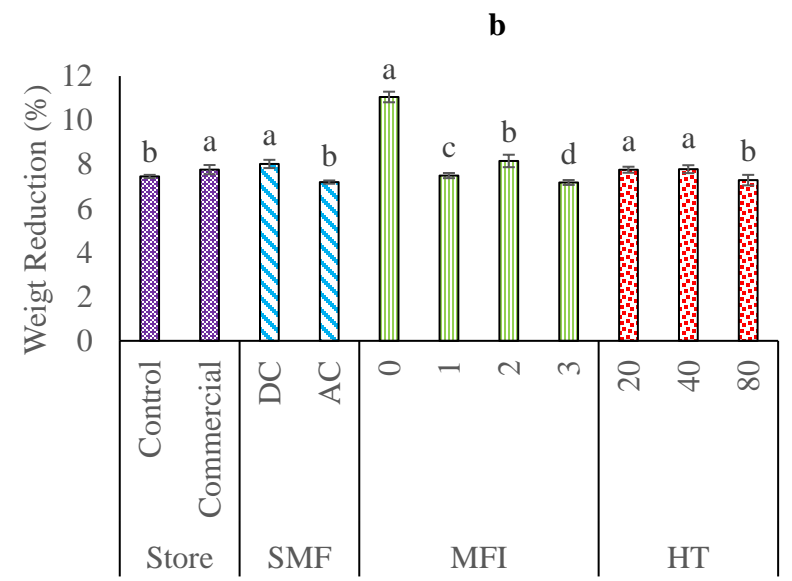 b
Weigt Reduction (%)
12
10
8
6
4
2
0
b a a b a c b d a a b
Control Commercial DC AC 0 1 2 3 20 40 80
Store SMF MFI HT